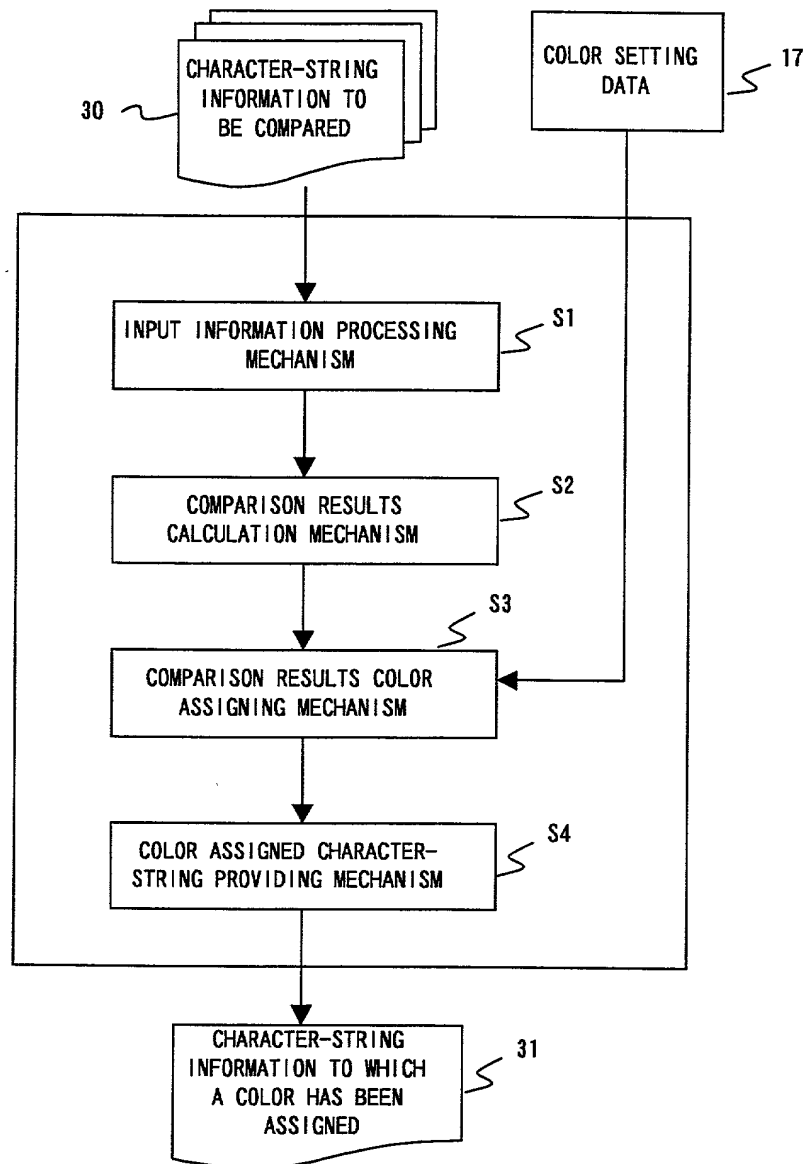 CHARACTER-STRING
INFORMATION TO
BE COMPARED
30
COLOR SETTING
DATA
17
INPUT INFORMATION PROCESSING
MECHANISM
S1
COMPARISON RESULTS
CALCULATION MECHANISM
S2
S3
COMPARISON RESULTS COLOR
ASSIGNING MECHANISM
COLOR ASSIGNED CHARACTER-
STRING PROVIDING MECHANISM
S4
CHARACTER-STRING
INFORMATION TO WHICH
A COLOR HAS BEEN
ASSIGNED
31